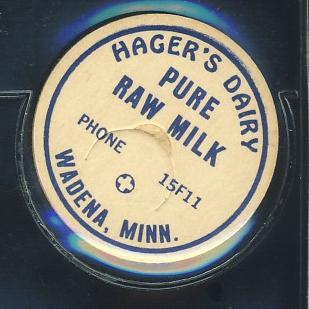 HAGER'S DAIRY
PURE
RAW MILK
PHONE 15F11
WADENA, MINN.